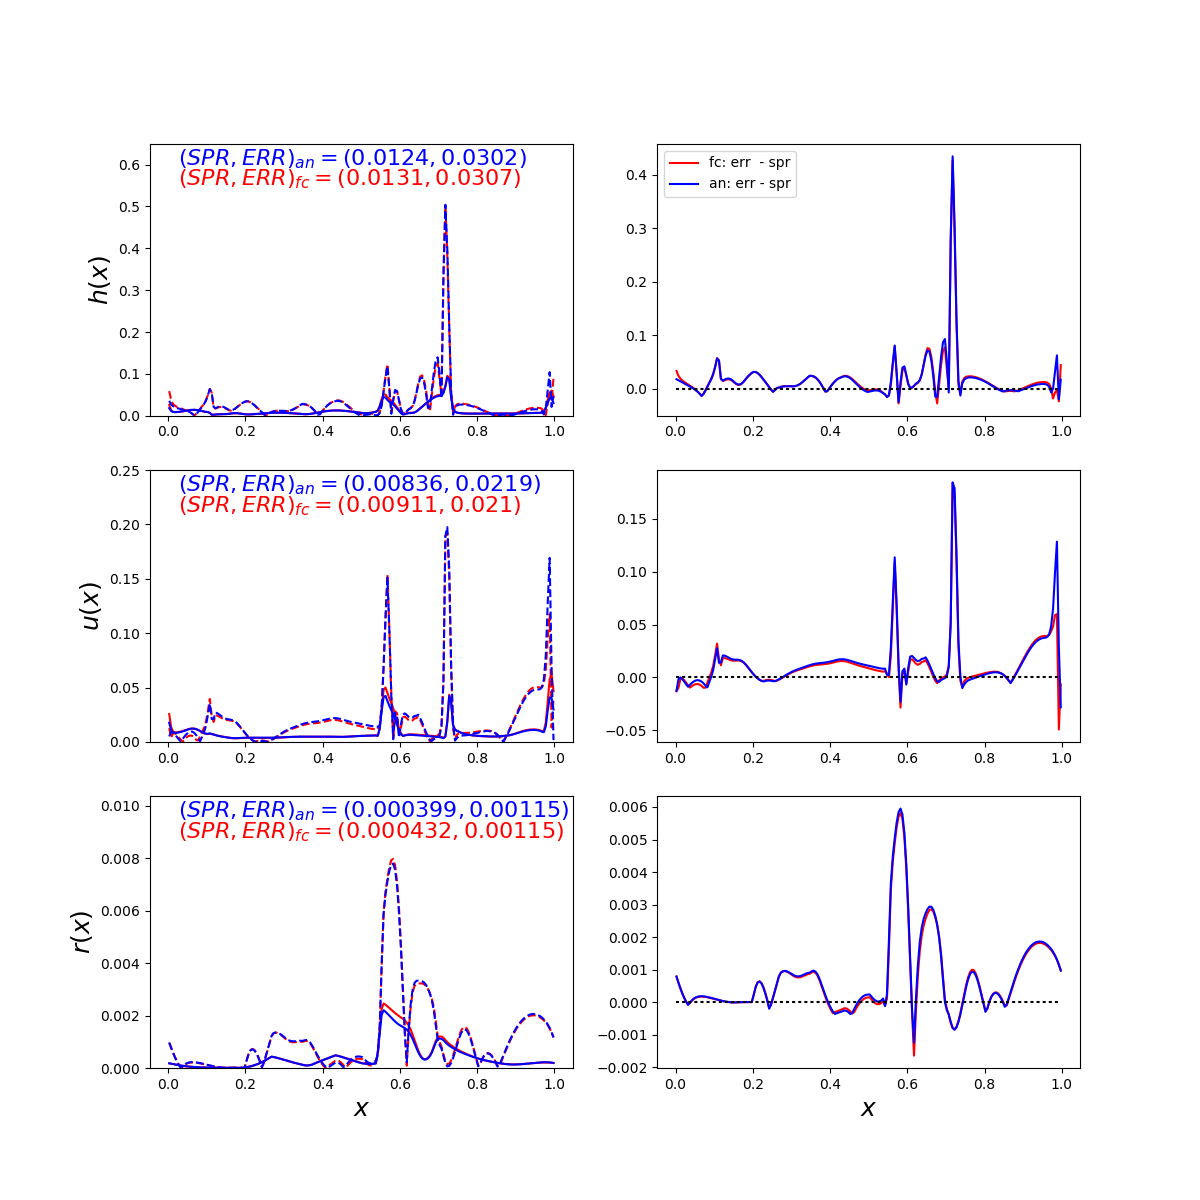 (SPR, ERR)an = (0.0124, 0.0302)
(SPR, ERR)fc = (0.0131, 0.0307)
h(x)
0.6
0.5
0.4
0.3
0.2
0.1
0.0
0.0 0.2 0.4 0.6 0.8 1.0
fc: err - spr
an: err - spr
0.4
0.3
0.2
0.1
0.0
0.0 0.2 0.4 0.6 0.8 1.0
(SPR, ERR)an = (0.00836, 0.0219)
(SPR, ERR)fc = (0.00911, 0.021)
u(x)
0.25
0.20
0.15
0.10
0.05
0.00
0.0 0.2 0.4 0.6 0.8 1.0
0.15
0.10
0.05
0.00
−0.05
0.0 0.2 0.4 0.6 0.8 1.0
(SPR, ERR)an = (0.000399, 0.00115)
(SPR, ERR)fc = (0.000432, 0.00115)
r(x)
0.010
0.008
0.006
0.004
0.002
0.000
0.0 0.2 0.4 0.6 0.8 1.0
x
0.006
0.005
0.004
0.003
0.002
0.001
0.000
−0.001
−0.002
0.0 0.2 0.4 0.6 0.8 1.0
x